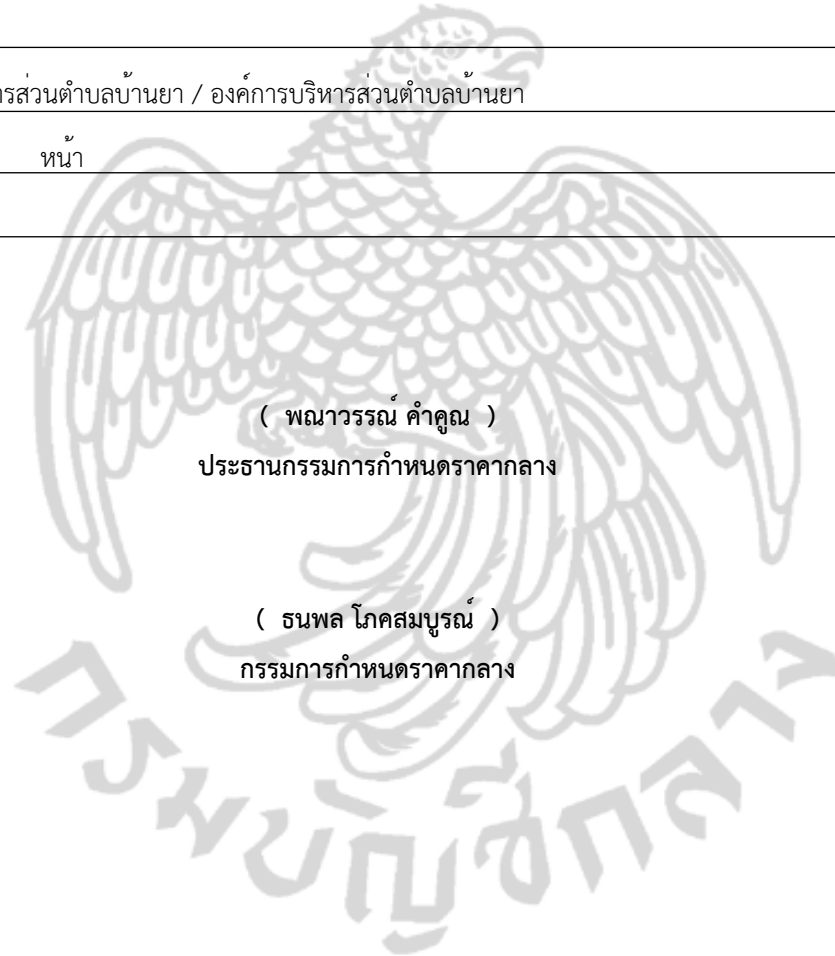 ารส่วนตำบลบ้านยา / องค์การบริหารส่วนตำบลบ้านยา
หน้า
( พณาวรรณ์ คำคูณ )
ประธานกรรมการกำหนดราคากลาง
( ธนพล โภคสมบูรณ์ )
กรรมการกำหนดราคากลาง
กรมบัญชีกลาง